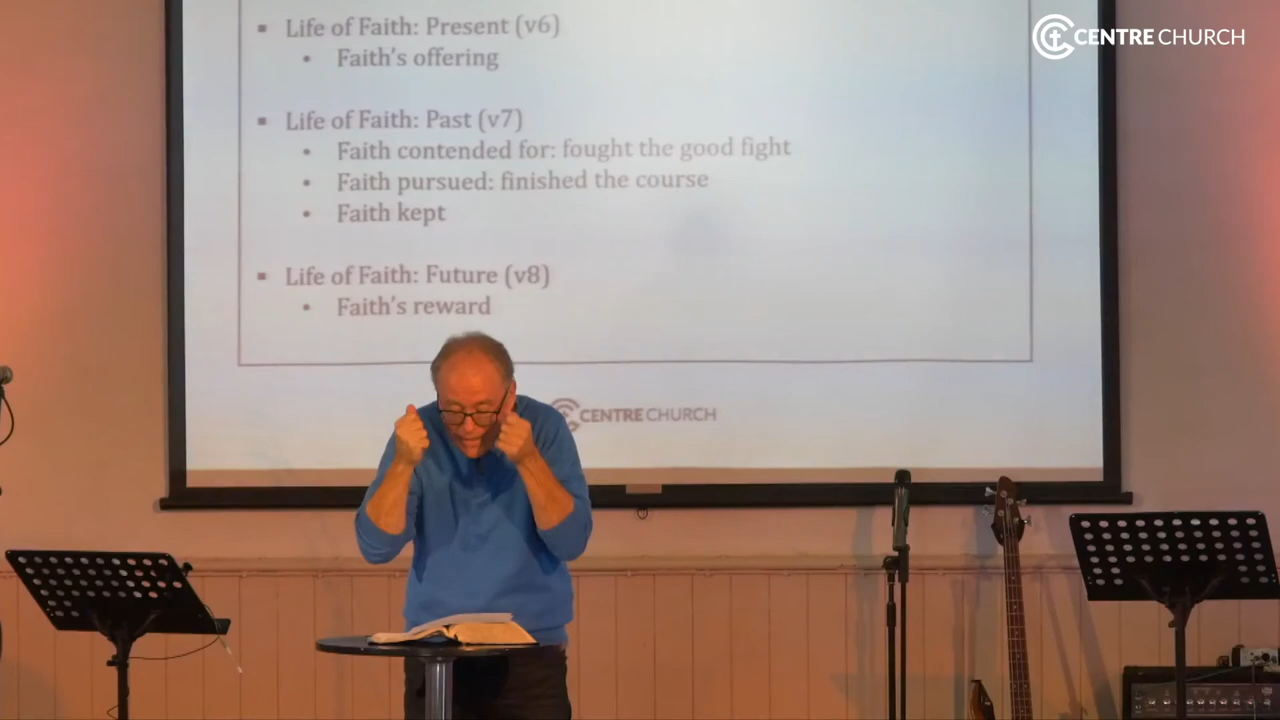 ▪ Life of Faith: Present (v6)
• Faith's offering
▪ Life of Faith: Past (v7)
• Faith contended for: fought the good fight
• Faith pursued: finished the course
• Faith kept
▪ Life of Faith: Future (v8)
• Faith's reward
CENTRE CHURCH
CENTRE CHURCH